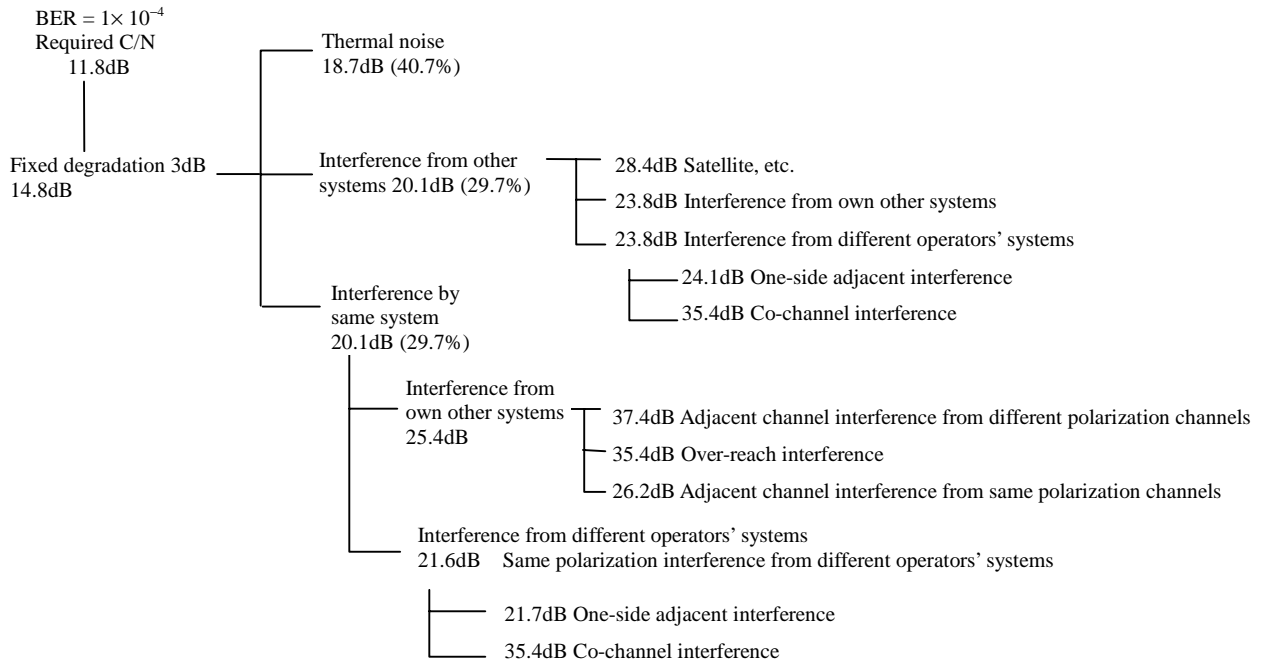 BER = 1× 10⁻⁴
Required C/N
11.8dB
Fixed degradation 3dB
14.8dB
Thermal noise
18.7dB (40.7%)
Interference from other
systems 20.1dB (29.7%)
28.4dB Satellite, etc.
23.8dB Interference from own other systems
23.8dB Interference from different operators’ systems
24.1dB One-side adjacent interference
35.4dB Co-channel interference
Interference by
same system
20.1dB (29.7%)
Interference from
own other systems
25.4dB
37.4dB Adjacent channel interference from different polarization channels
35.4dB Over-reach interference
26.2dB Adjacent channel interference from same polarization channels
Interference from different operators’ systems
21.6dB Same polarization interference from different operators’ systems
21.7dB One-side adjacent interference
35.4dB Co-channel interference